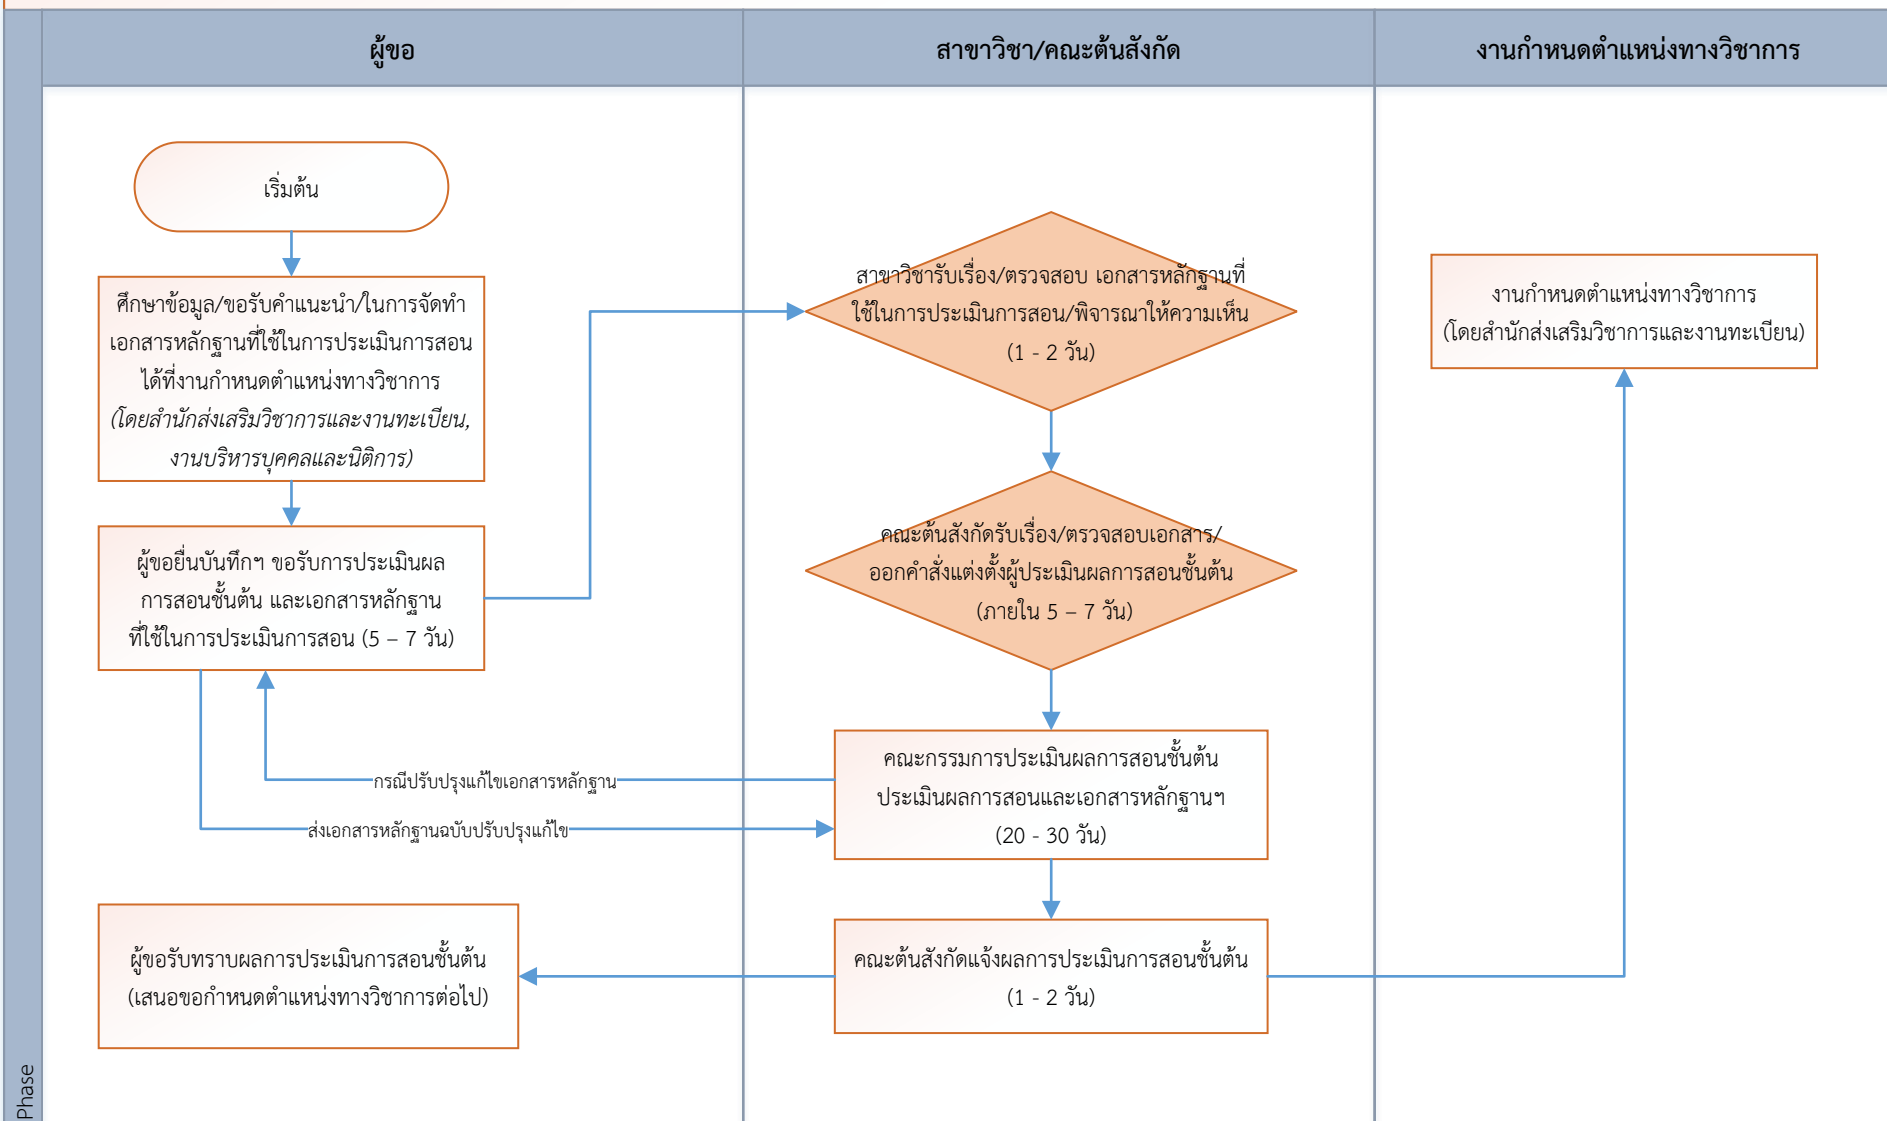 ผู้ขอ
สาขาวิชา/คณะต้นสังกัด
งานกำหนดตำแหน่งทางวิชาการ
เริ่มต้น
ศึกษาข้อมูล/ขอรับคำแนะนำ/ในการจัดทำ
เอกสารหลักฐานที่ใช้ในการประเมินการสอน
ได้ที่งานกำหนดตำแหน่งทางวิชาการ
(โดยสำนักส่งเสริมวิชาการและงานทะเบียน,
งานบริหารบุคคลและนิติการ)
ผู้ขอยื่นบันทึกฯ ขอรับการประเมินผล
การสอนชั้นต้น และเอกสารหลักฐาน
ที่ใช้ในการประเมินการสอน (5 – 7 วัน)
สาขาวิชารับเรื่อง/ตรวจสอบ เอกสารหลักฐานที่
ใช้ในการประเมินการสอน/พิจารณาให้ความเห็น
(1 - 2 วัน)
คณะต้นสังกัดรับเรื่อง/ตรวจสอบเอกสาร/
ออกคำสั่งแต่งตั้งผู้ประเมินผลการสอนชั้นต้น
(ภายใน 5 – 7 วัน)
งานกำหนดตำแหน่งทางวิชาการ
(โดยสำนักส่งเสริมวิชาการและงานทะเบียน)
กรณีปรับปรุงแก้ไขเอกสารหลักฐาน
ส่งเอกสารหลักฐานฉบับปรับปรุงแก้ไข
คณะกรรมการประเมินผลการสอนชั้นต้น
ประเมินผลการสอนและเอกสารหลักฐานฯ
(20 - 30 วัน)
คณะต้นสังกัดแจ้งผลการประเมินการสอนชั้นต้น
(1 - 2 วัน)
ผู้ขอรับทราบผลการประเมินการสอนชั้นต้น
(เสนอขอกำหนดตำแหน่งทางวิชาการต่อไป)
Phase